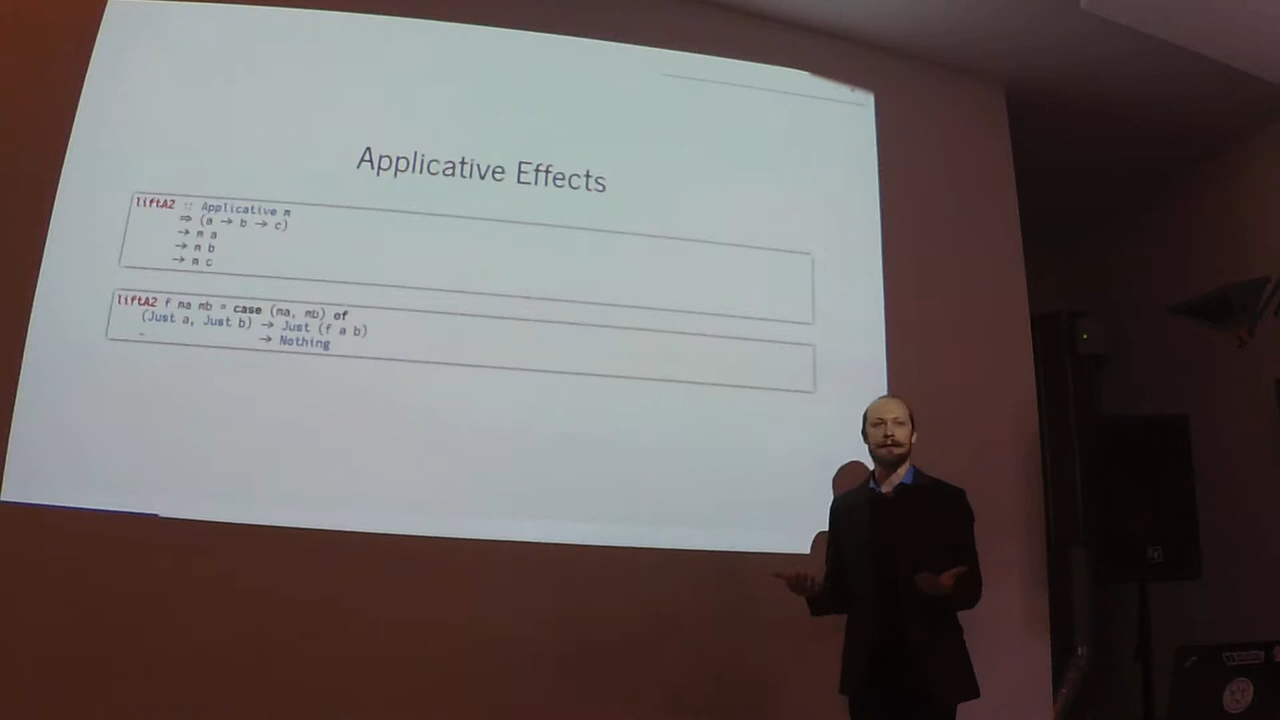 Applicative Effects
liftA2 :: Applicative m
⇒ (a → b → c)
→ m a
→ m b
→ m c
liftA2 f ma mb = case (ma, mb) of
(Just a, Just b) → Just (f a b)
_ → Nothing